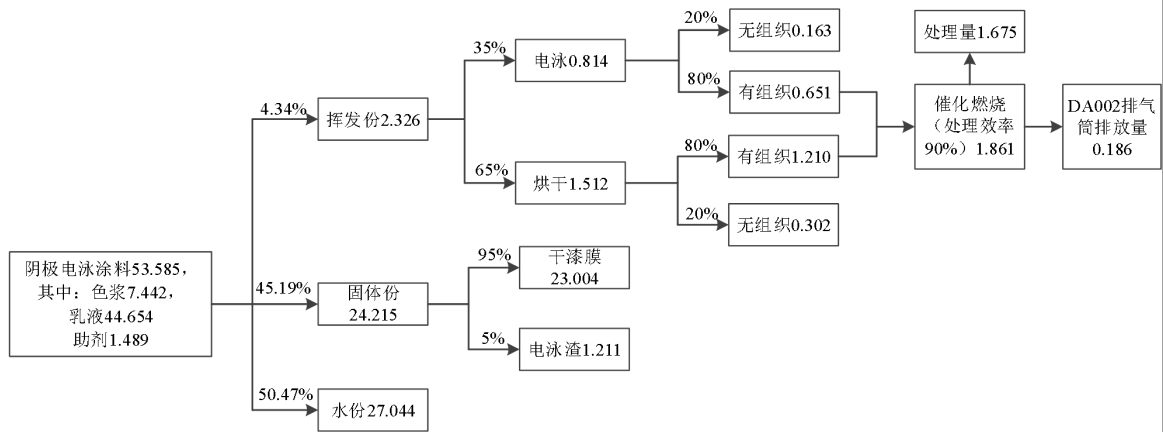 20%
无组织0.163
处理量1.675
35%
电泳0.814
80%
有组织0.651
4.34%
挥发份2.326
催化燃烧
（处理效率
90%）1.861
DA002排气
筒排放量
0.186
80%
有组织1.210
65%
烘干1.512
20%
无组织0.302
阴极电泳涂料53.585，
其中：色浆7.442，
乳液44.654
助剂1.489
95%
干漆膜
23.004
45.19%
固体份
24.215
5%
电泳渣1.211
50.47%
水份27.044